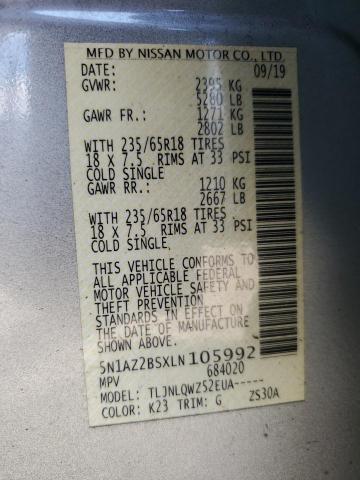 MFD BY NISSAN MOTOR CO., LTD.
DATE: 09/19
GVWR: 2395 KG
5280 LB
GAWR FR.: 1271 KG
2802 LB
WITH 235/65R18 TIRES
18 X 7.5 RIMS AT 33 PSI
COLD SINGLE
GAWR RR.: 1210 KG
2667 LB
WITH 235/65R18 TIRES
18 X 7.5 RIMS AT 33 PSI
COLD SINGLE
THIS VEHICLE CONFORMS TO
ALL APPLICABLE FEDERAL
MOTOR VEHICLE SAFETY AND
THEFT PREVENTION
STANDARDS IN EFFECT ON
THE DATE OF MANUFACTURE
SHOWN ABOVE.
5N1AZ2BSXLN105992
MPV 684020
MODEL: TLJNLQWZ52EUA-----
COLOR: K23 TRIM: G ZS30A